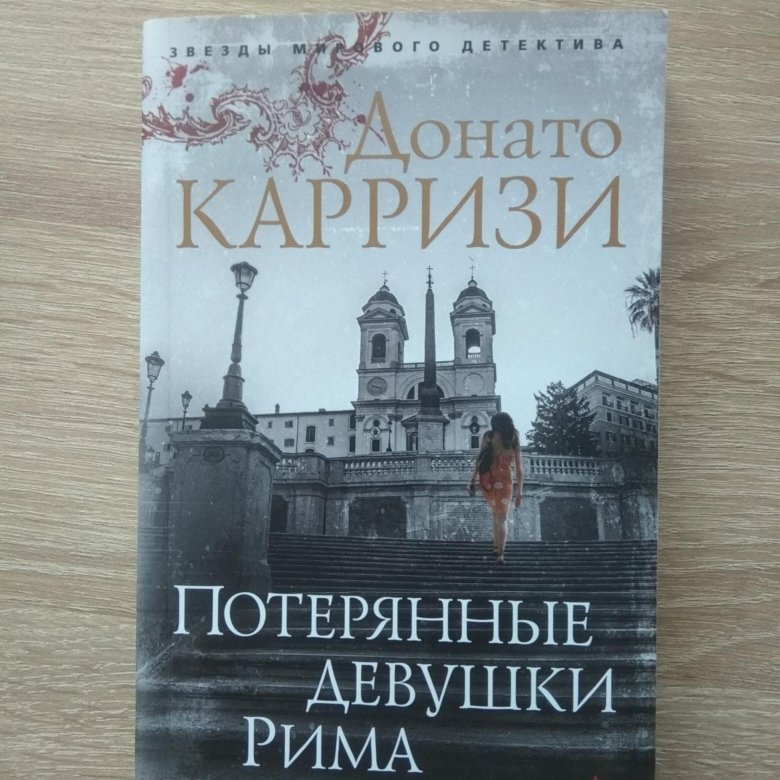 ЗВЕЗДЫ МИРОВОГО ДЕТЕКТИВА
ДОНАТО
КАРРИЗИ
ПОТЕРЯННЫЕ
ДЕВУШКИ
РИМА